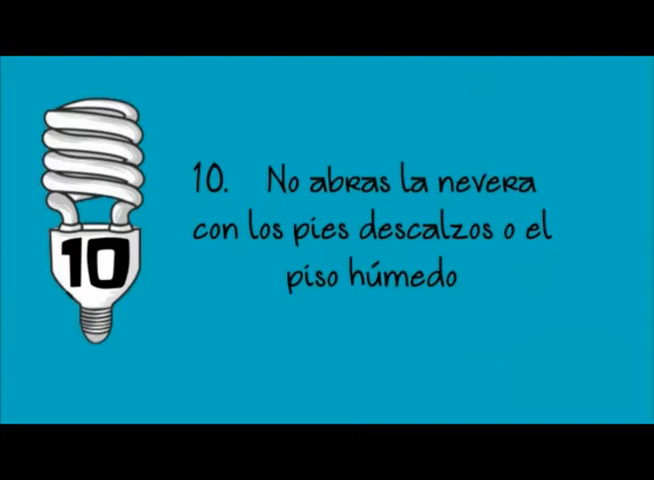 10
10. No abras la nevera
con los pies descalzos o el
piso húmedo